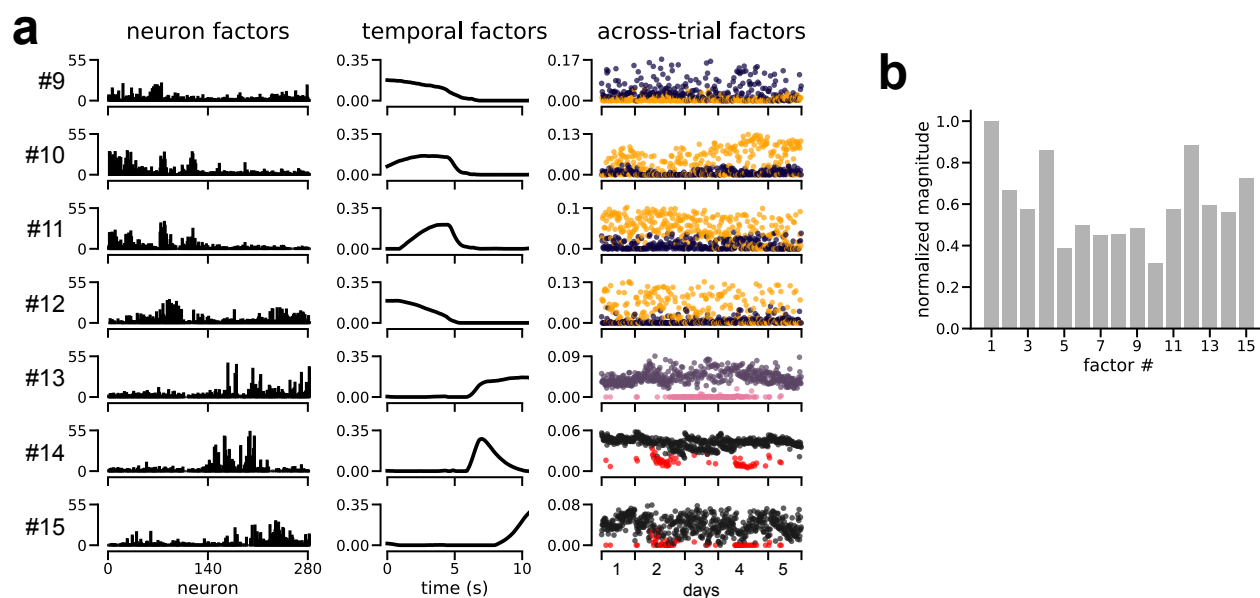 a
neuron factors temporal factors across-trial factors
#9 55 0 0.35 0.00 0.17 0.00
#10 55 0 0.35 0.00 0.13 0.00
#11 55 0 0.35 0.00 0.1 0.0
#12 55 0 0.35 0.00 0.13 0.00
#13 55 0 0.35 0.00 0.09 0.00
#14 55 0 0.35 0.00 0.06 0.00
#15 55 0 0.35 0.00 0.08 0.00
0 140 280 0 5 10 1 2 3 4 5
neuron time (s) days
b
normalized magnitude
1.0
0.8
0.6
0.4
0.2
0.0
1 3 5 7 9 11 13 15
factor #